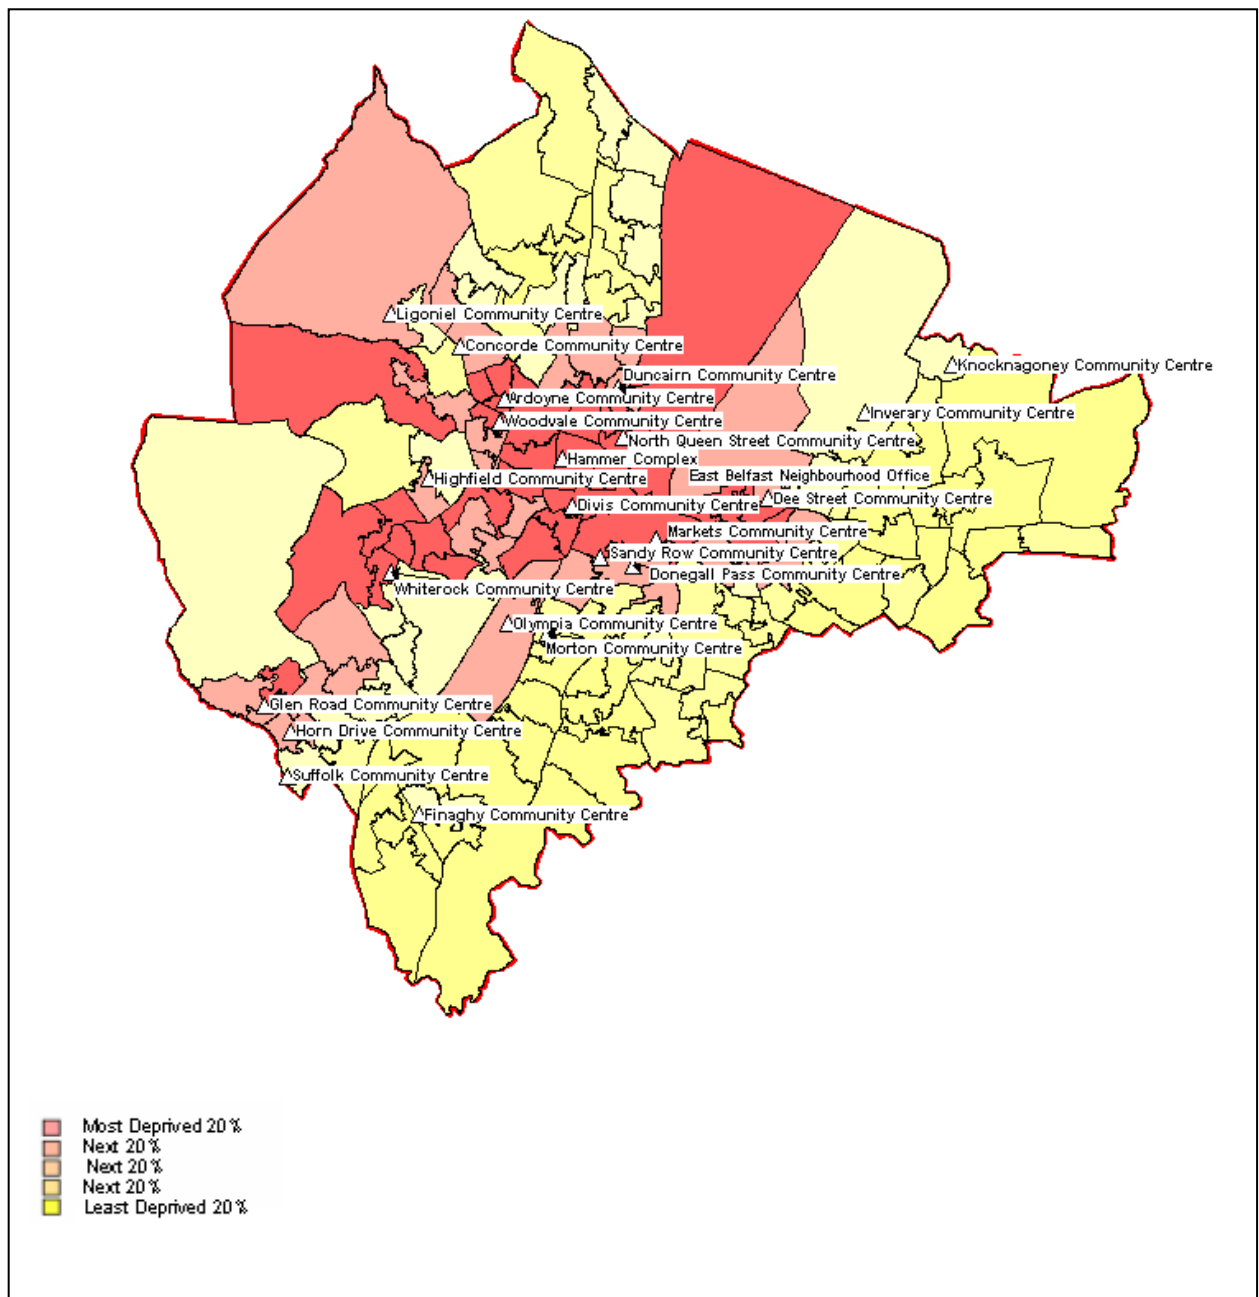 Ligoniel Community Centre
Concorde Community Centre
Knocknagoney Community Centre
Duncairn Community Centre
Ardoyne Community Centre
Inverary Community Centre
Woodvale Community Centre
North Queen Street Community Centre
Hammer Complex
East Belfast Neighbourhood Office
Highfield Community Centre
Dee Street Community Centre
Divis Community Centre
Markets Community Centre
Sandy Row Community Centre
Donegall Pass Community Centre
Whiterock Community Centre
Olympia Community Centre
Morton Community Centre
Glen Road Community Centre
Horn Drive Community Centre
Suffolk Community Centre
Finaghy Community Centre
Most Deprived 20%
Next 20%
Next 20%
Next 20%
Least Deprived 20%